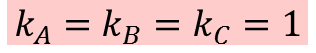 k_A = k_B = k_C = 1